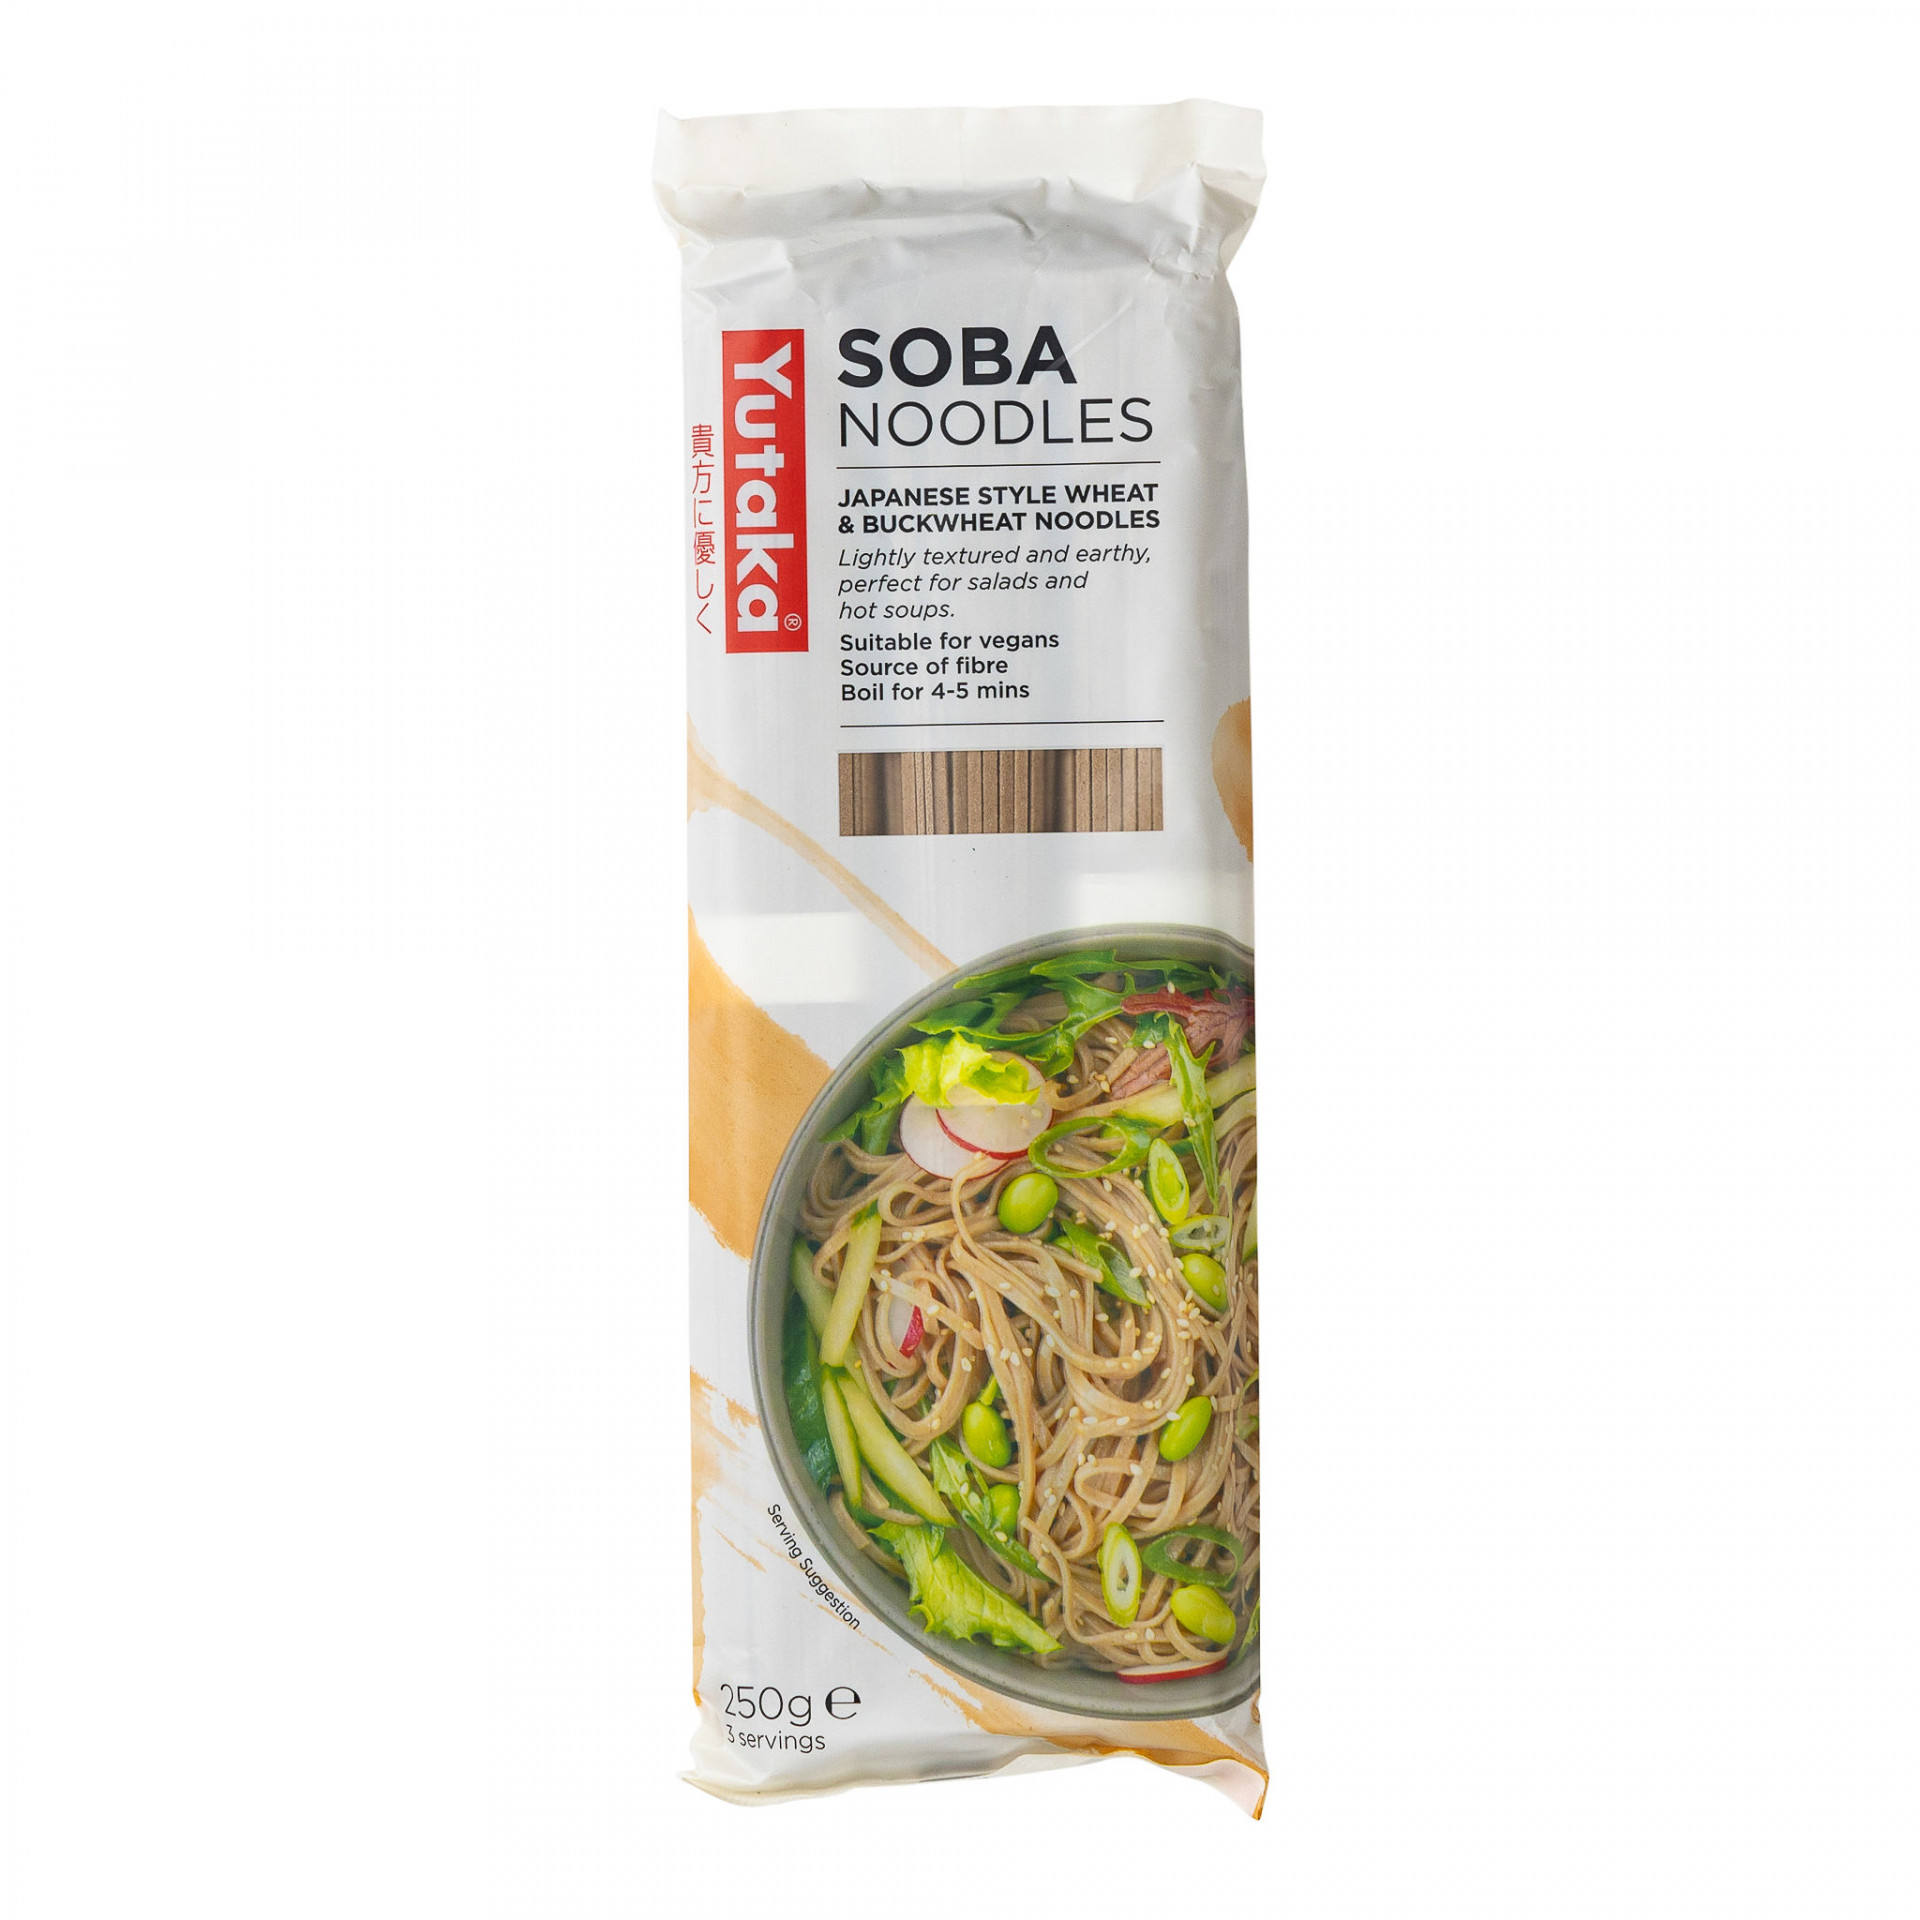 Yutaka®
貴方に優しく
SOBA
NOODLES
JAPANESE STYLE WHEAT
& BUCKWHEAT NOODLES
Lightly textured and earthy,
perfect for salads and
hot soups.
Suitable for vegans
Source of fibre
Boil for 4-5 mins
Serving Suggestion
250g ℮
3 servings